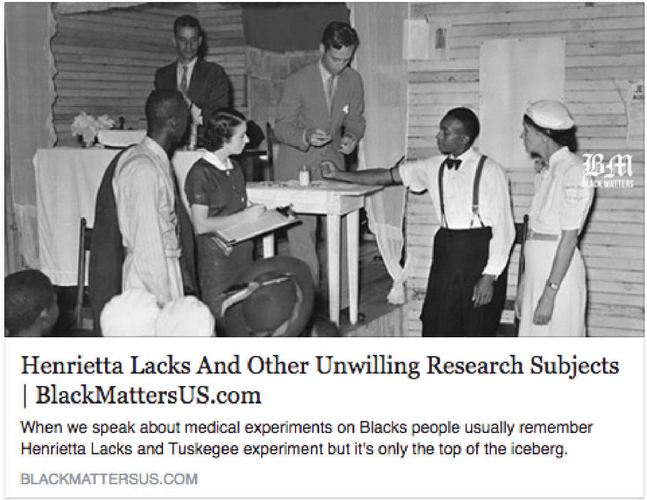 BM
BLACK MATTERS
Henrietta Lacks And Other Unwilling Research Subjects
| BlackMattersUS.com
When we speak about medical experiments on Blacks people usually remember
Henrietta Lacks and Tuskegee experiment but it's only the top of the iceberg.
BLACKMATTERSUS.COM